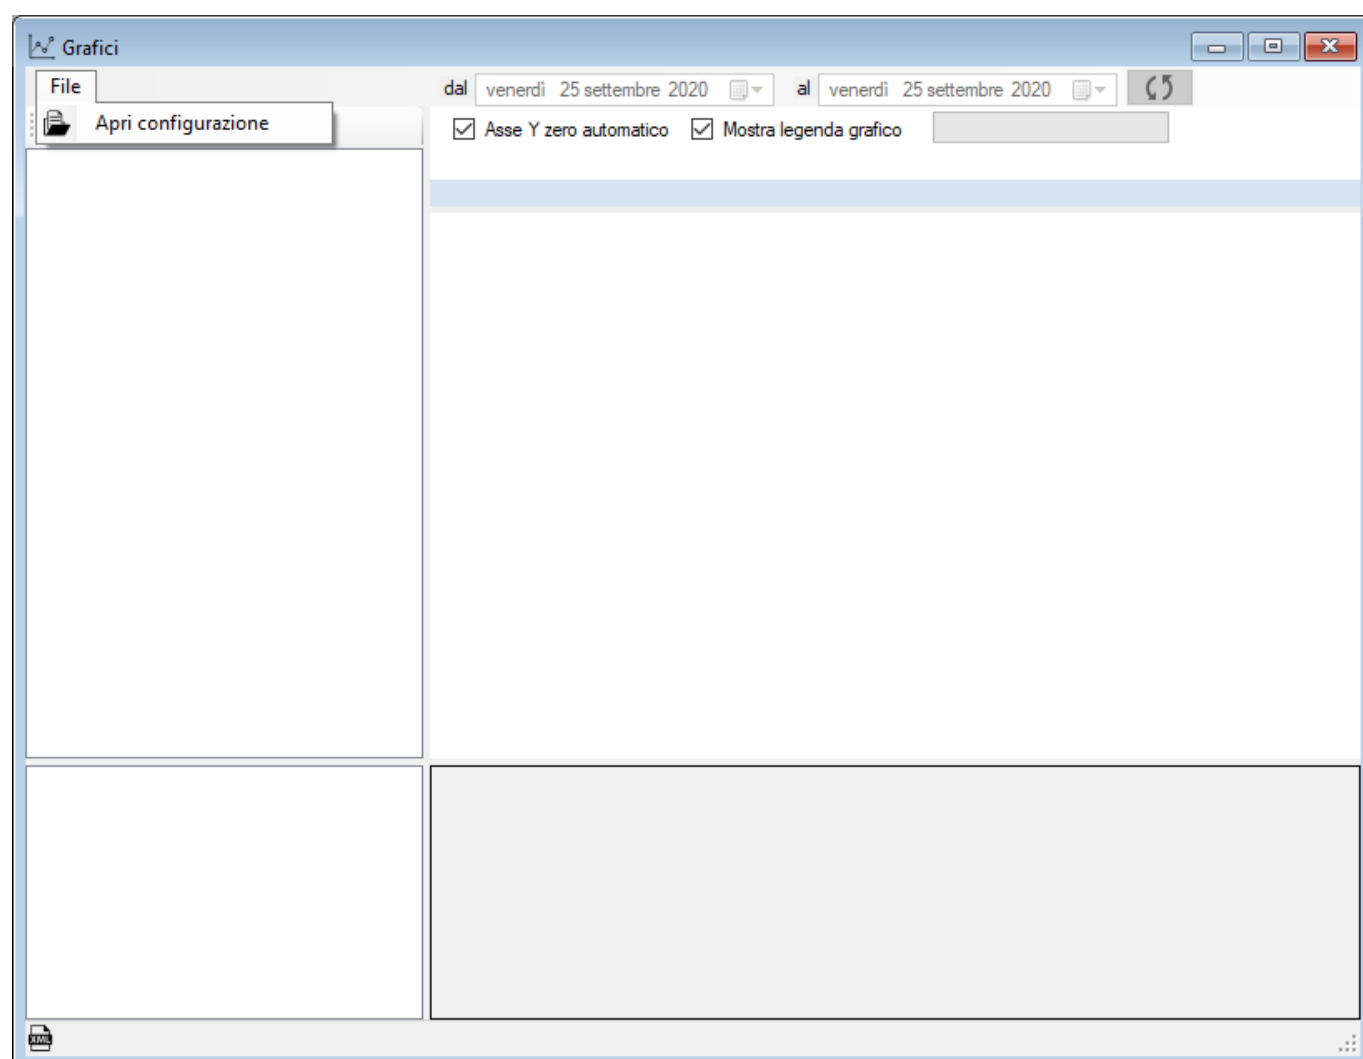 Grafici
File
dal venerdì 25 settembre 2020 al venerdì 25 settembre 2020
Apri configurazione
Asse Y zero automatico Mostra legenda grafico
XML